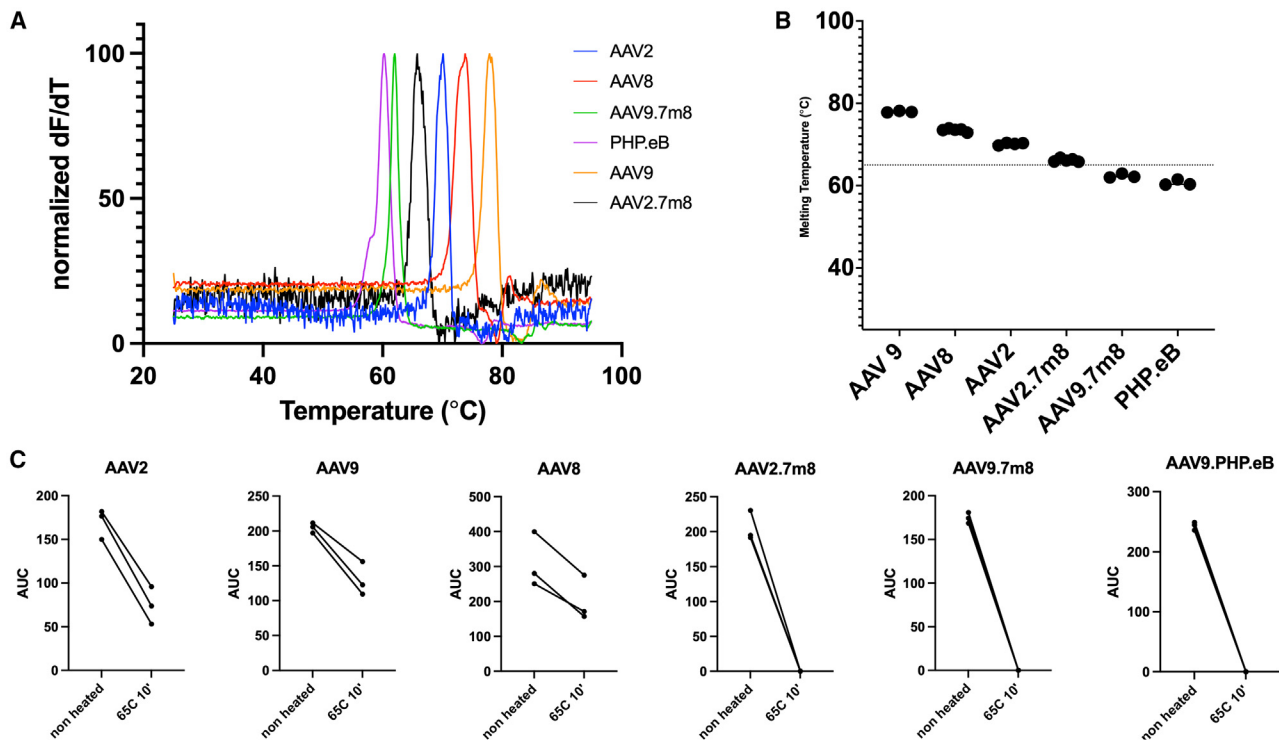 A
normalized dF/dT
100
50
0
20
40
60
80
100
Temperature (°C)
AAV2
AAV8
AAV9.7m8
PHP.eB
AAV9
AAV2.7m8
B
Melting Temperature (°C)
100
80
60
40
AAV 9
AAV8
AAV2
AAV2.7m8
AAV9.7m8
PHP.eB
C
AAV2
AUC
200
150
100
50
0
non heated
65C 10'
AAV9
AUC
250
200
150
100
50
0
non heated
65C 10'
AAV8
AUC
500
400
300
200
100
0
non heated
65C 10'
AAV2.7m8
AUC
250
200
150
100
50
0
non heated
65C 10'
AAV9.7m8
AUC
200
150
100
50
0
non heated
65C 10'
AAV9.PHP.eB
AUC
300
200
100
0
non heated
65C 10'